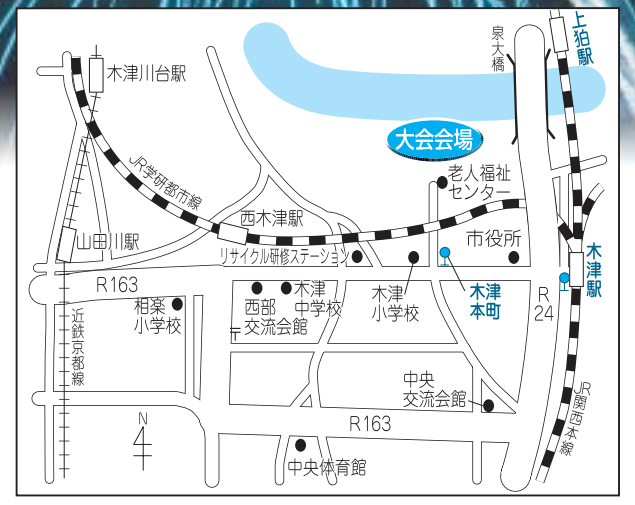 泉大橋
上狛駅
木津川台駅
大会会場
JR学研都市線
老人福祉
センター
西木津駅
山田川駅
市役所
リサイクル研修ステーション
木津駅
R163
木津
本町
R
24
西部
交流会館
木津
中学校
木津
小学校
相楽
小学校
〒
近鉄京都線
中央
交流会館
JR関西本線
N
R163
中央体育館